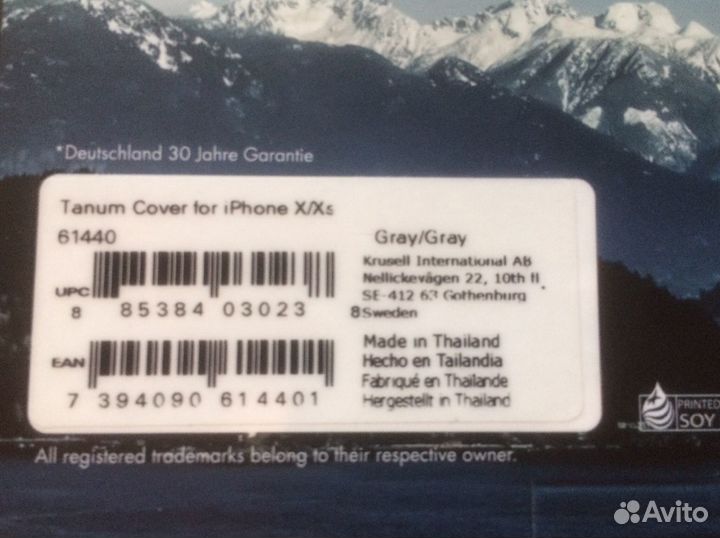 *Deutschland 30 Jahre Garantie
Tanum Cover for iPhone X/Xs
61440
Gray/Gray
Krusell International AB
Nellickevägen 22, 10th fl
SE-412 63 Gothenburg
Sweden
UPC
8 85384 03023 8
EAN
7 394090 614401
Made in Thailand
Hecho en Tailandia
Fabriqué en Thaïlande
Hergestellt in Thailand
PRINTED
SOY
All registered trademarks belong to their respective owner.
Avito